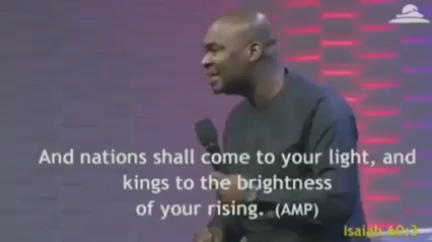 And nations shall come to your light, and
kings to the brightness
of your rising. (AMP)
Isaiah 60:3